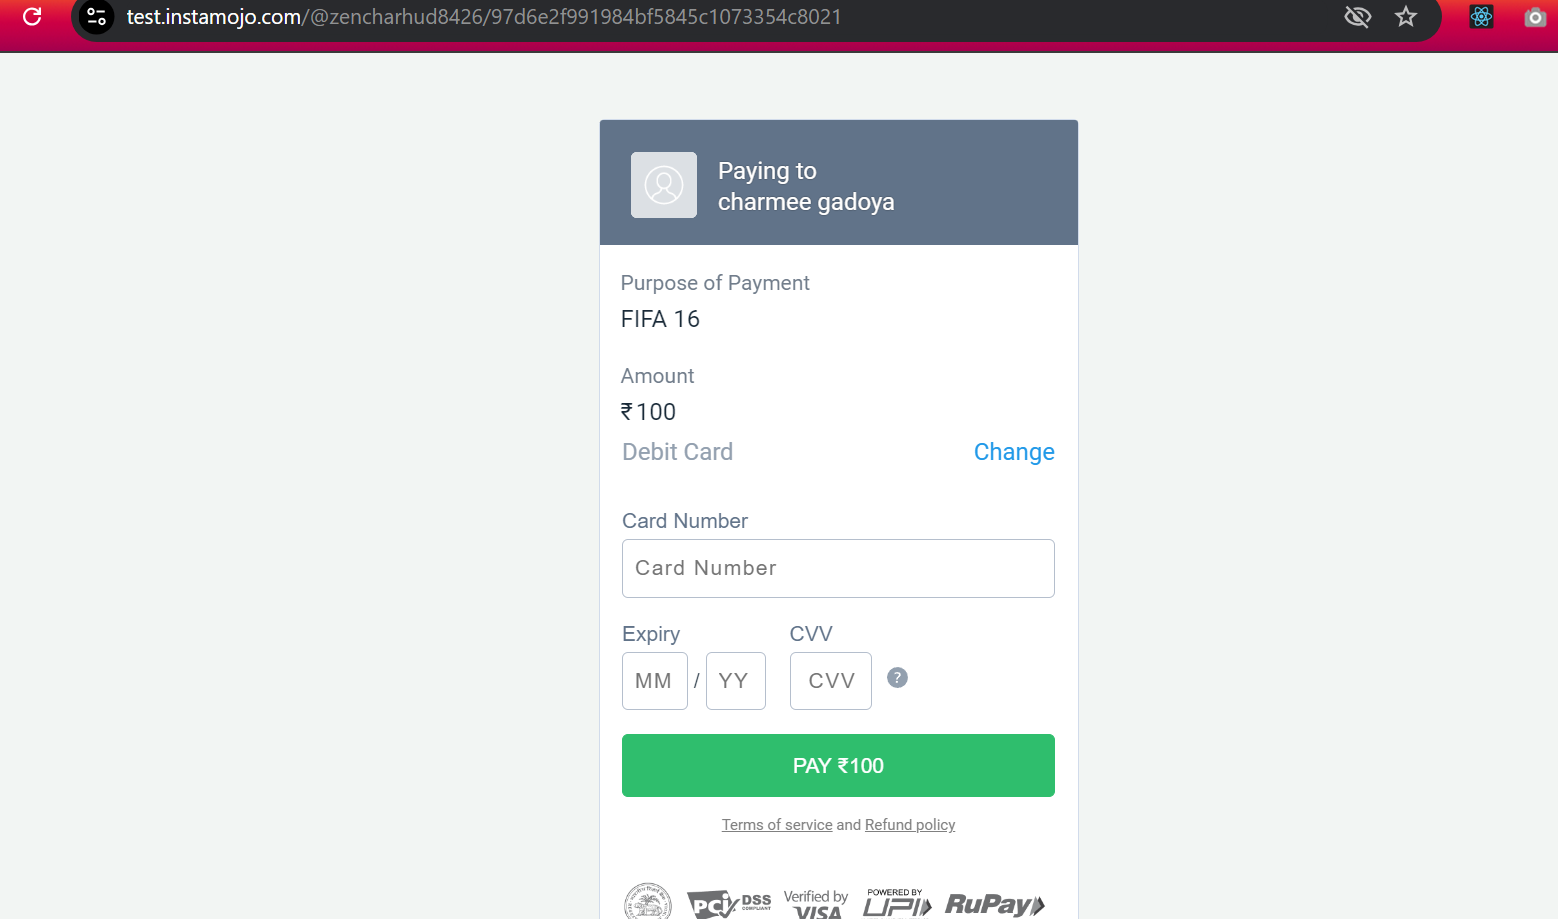 test.instamojo.com/@zencharhud8426/97d6e2f991984bf5845c1073354c8021
Paying to
charmee gadoya
Purpose of Payment
FIFA 16
Amount
₹100
Debit Card
Change
Card Number
Card Number
Expiry
CVV
MM / YY
CVV
?
PAY ₹100
Terms of service and Refund policy
PCI DSS
COMPLIANT
Verified by
VISA
POWERED BY
UPI
RuPay